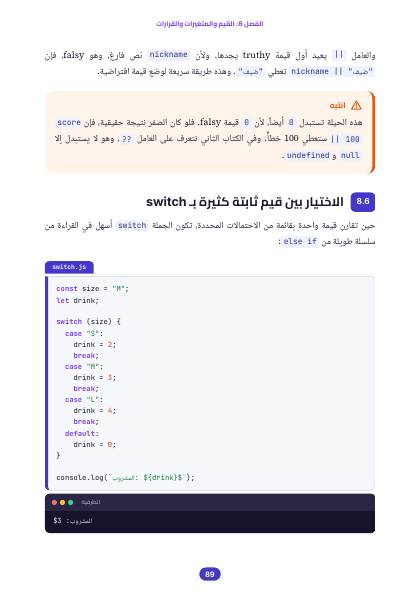 الفصل 8: القيم والمتغيرات والقرارات
والعامل || يعيد أول قيمة truthy يجدها. ولأن nickname نص فارغ، وهو falsy، فإن
nickname || "ضيف" تعطي "ضيف". وهذه طريقة سريعة لوضع قيمة افتراضية.
انتبه
هذه الحيلة تستبدل 0 أيضاً، لأن 0 قيمة falsy. فلو كان الصفر نتيجة حقيقية، فإن score
|| 100 ستعطي 100 خطأً. وفي الكتاب الثاني نتعرف على العامل ??، وهو لا يستبدل إلا
null و undefined.
8.6 الاختيار بين قيم ثابتة كثيرة بـ switch
حين تقارن قيمة واحدة بقائمة من الاحتمالات المحددة، تكون الجملة switch أسهل في القراءة من
سلسلة طويلة من else if:
switch.js
const size = "M";
let drink;
switch (size) {
case "S":
drink = 2;
break;
case "M":
drink = 3;
break;
case "L":
drink = 4;
break;
default:
drink = 0;
}
console.log(`المشروب: ${drink}$`);
الطرفية
المشروب: 3$
89